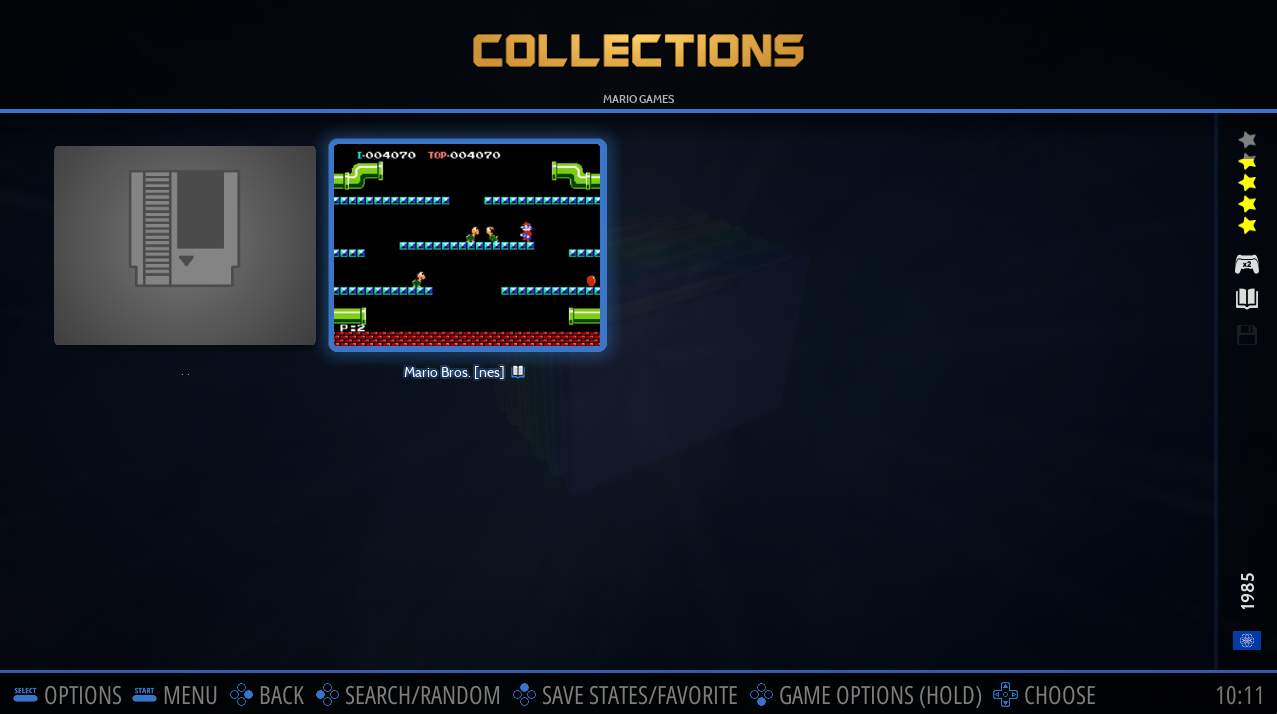 COLLECTIONS
MARIO GAMES
I-004070 TOP-004070
P:2
. .
Mario Bros. [nes]
x2
1985
SELECT OPTIONS START MENU BACK SEARCH/RANDOM SAVE STATES/FAVORITE GAME OPTIONS (HOLD) CHOOSE 10:11